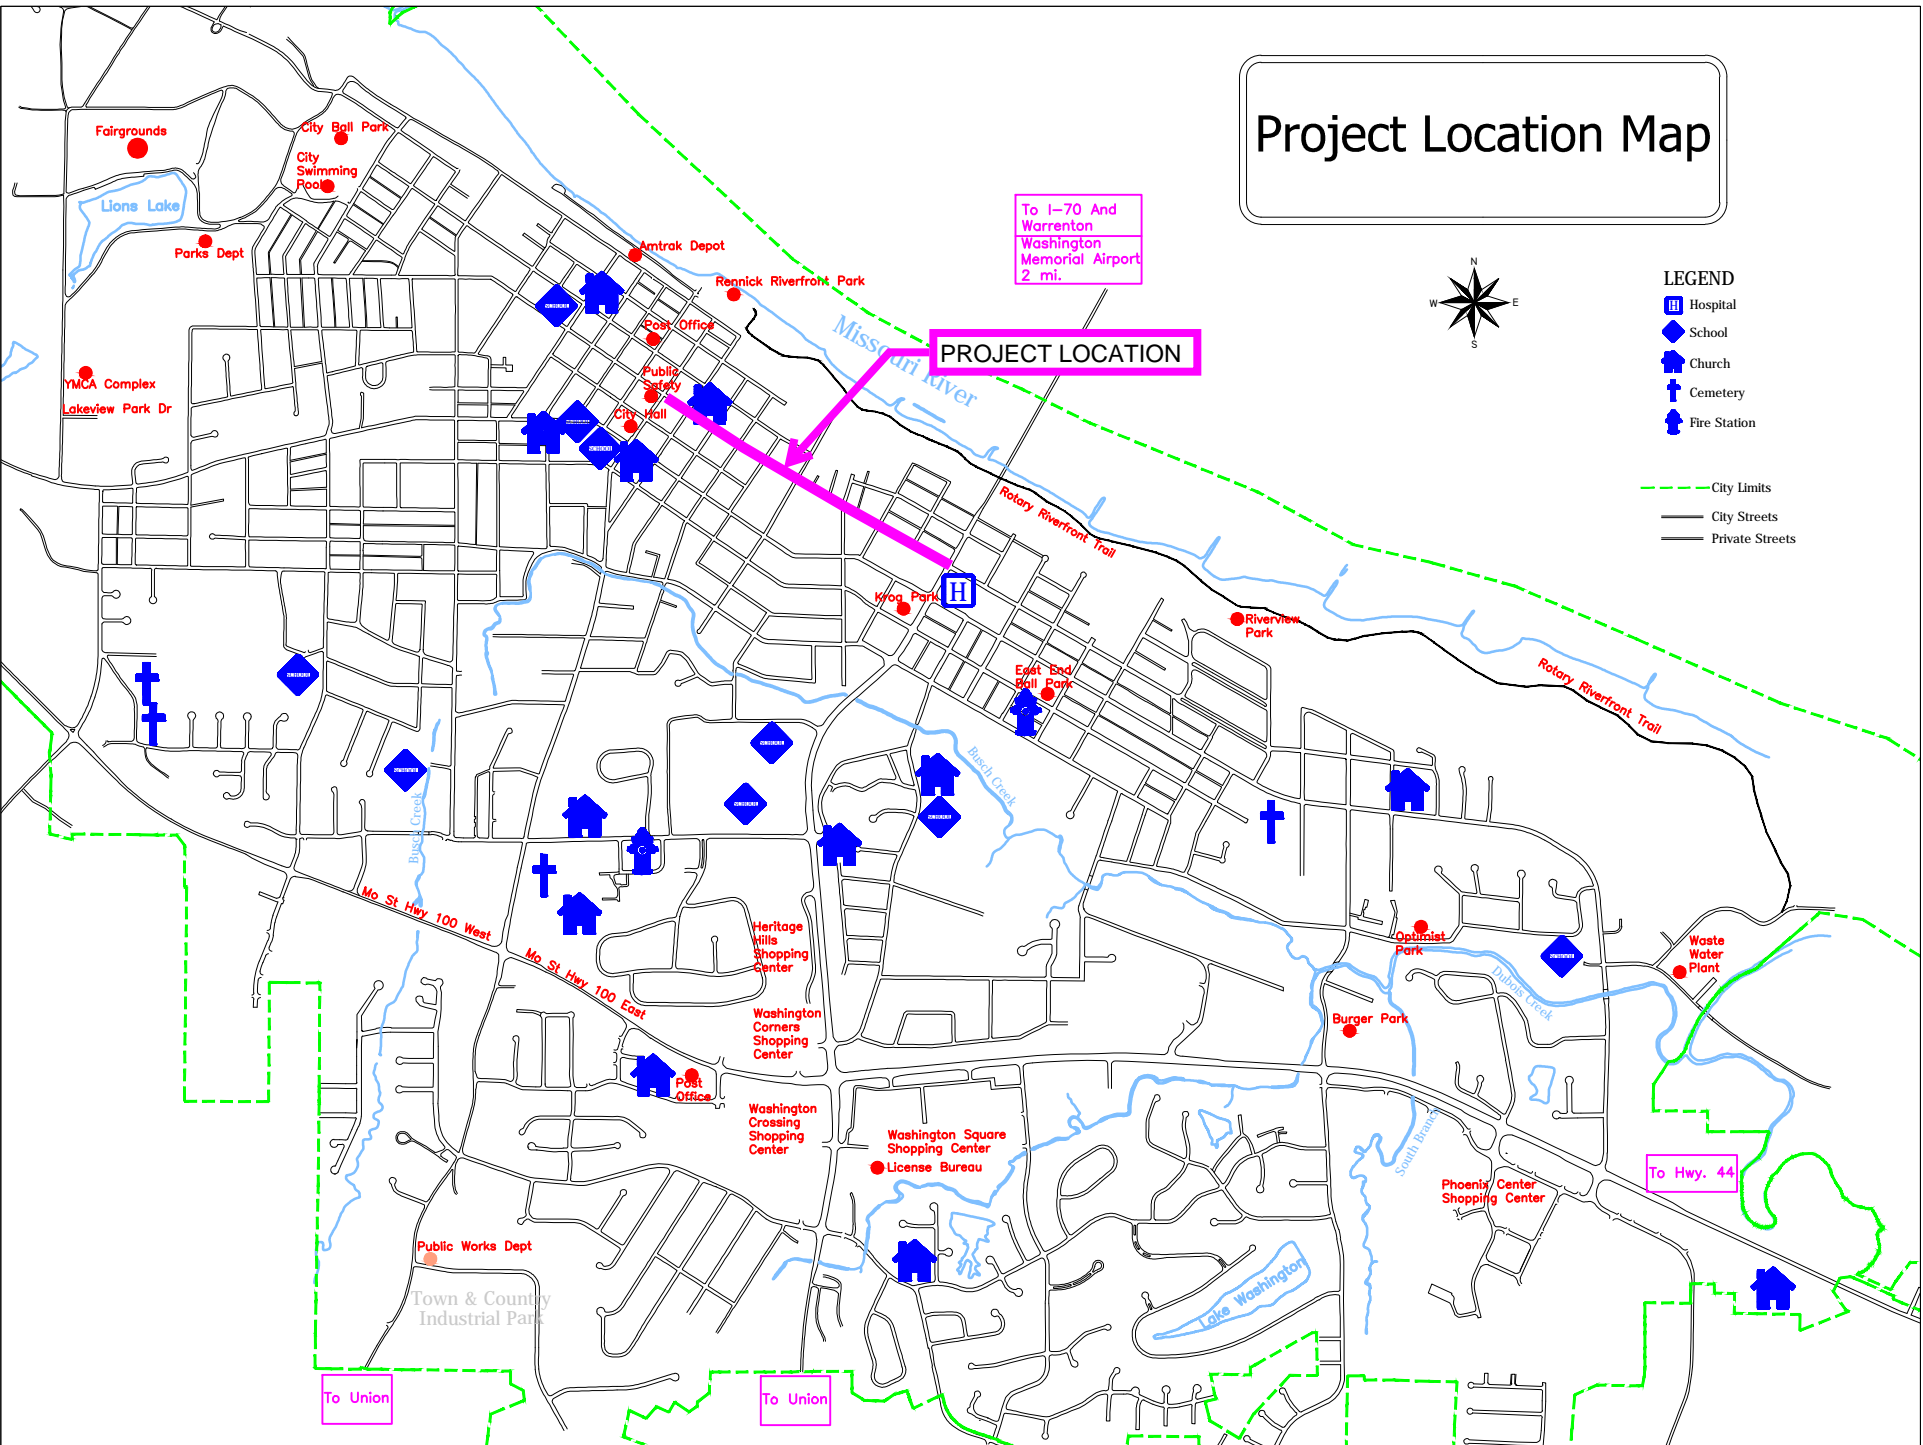 Project Location Map
Fairgrounds
City Ball Park
City
Swimming
Pool
Lions Lake
Parks Dept
To I-70 And
Warrenton
Washington
Memorial Airport
2 mi.
Amtrak Depot
Rennick Riverfront Park
N
W
E
S
LEGEND
Hospital
School
Church
Cemetery
Fire Station
City Limits
City Streets
Private Streets
Post Office
Missouri River
PROJECT LOCATION
YMCA Complex
Lakeview Park Dr
Public
Safety
City Hall
Rotary Riverfront Trail
Krog Park
H
Riverview
Park
East End
Ball Park
Rotary Riverfront Trail
Busch Creek
Busch Creek
Mo St Hwy 100 West
Mo St Hwy 100 East
Heritage
Hills
Shopping
Center
Optimist
Park
Waste
Water
Plant
Dubois Creek
Washington
Corners
Shopping
Center
Burger Park
Post
Office
Washington
Crossing
Shopping
Center
Washington Square
Shopping Center
License Bureau
South Branch
To Hwy. 44
Phoenix Center
Shopping Center
Public Works Dept
Town & Country
Industrial Park
Lake Washington
To Union
To Union